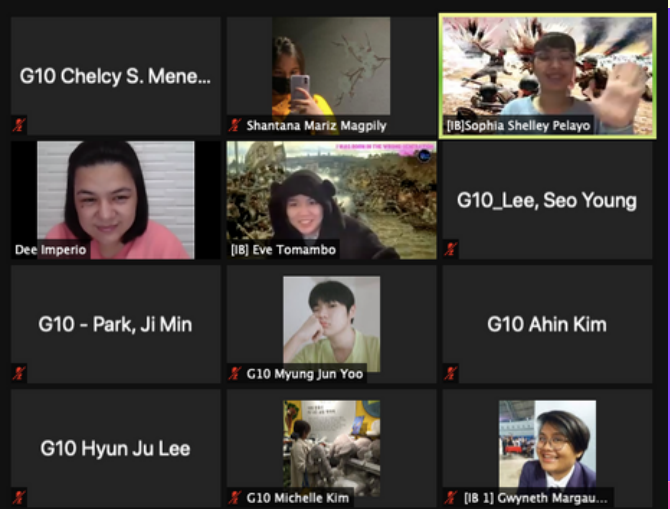 G10 Chelcy S. Mene...
Shantana Mariz Magpily
[IB]Sophia Shelley Pelayo
Dee Imperio
[IB] Eve Tomambo
G10_Lee, Seo Young
G10 - Park, Ji Min
G10 Myung Jun Yoo
G10 Ahin Kim
G10 Hyun Ju Lee
G10 Michelle Kim
[IB 1] Gwyneth Margau...